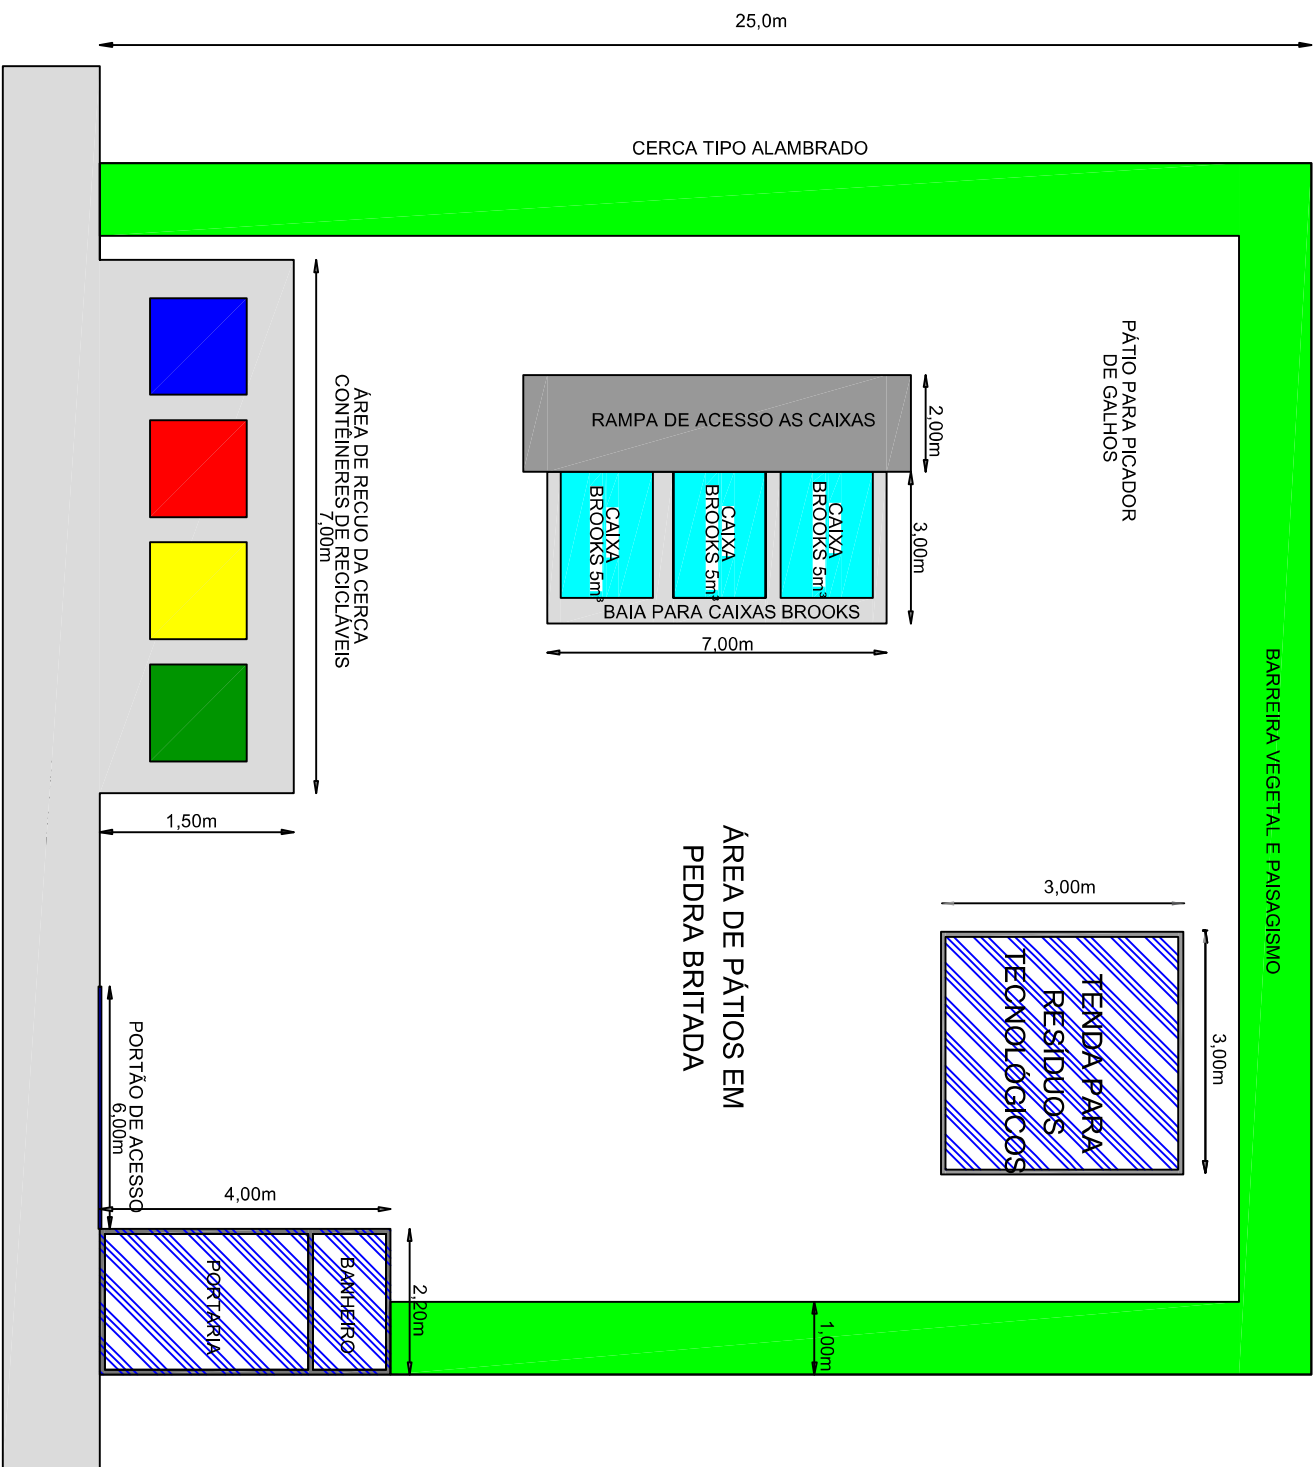 25,0m
CERCA TIPO ALAMBRADO
PÁTIO PARA PICADOR
DE GALHOS
RAMPA DE ACESSO AS CAIXAS
2,00m
CAIXA
BROOKS 5m³
CAIXA
BROOKS 5m³
CAIXA
BROOKS 5m³
3,00m
BAIA PARA CAIXAS BROOKS
7,00m
ÁREA DE RECUO DA CERCA
CONTÊINERES DE RECICLÁVEIS
7,00m
1,50m
BARREIRA VEGETAL E PAISAGISMO
ÁREA DE PÁTIOS EM
PEDRA BRITADA
3,00m
TENDA PARA
RESÍDUOS
TECNOLÓGICOS
3,00m
PORTÃO DE ACESSO
6,00m
4,00m
PORTARIA
BANHEIRO
2,20m
1,00m